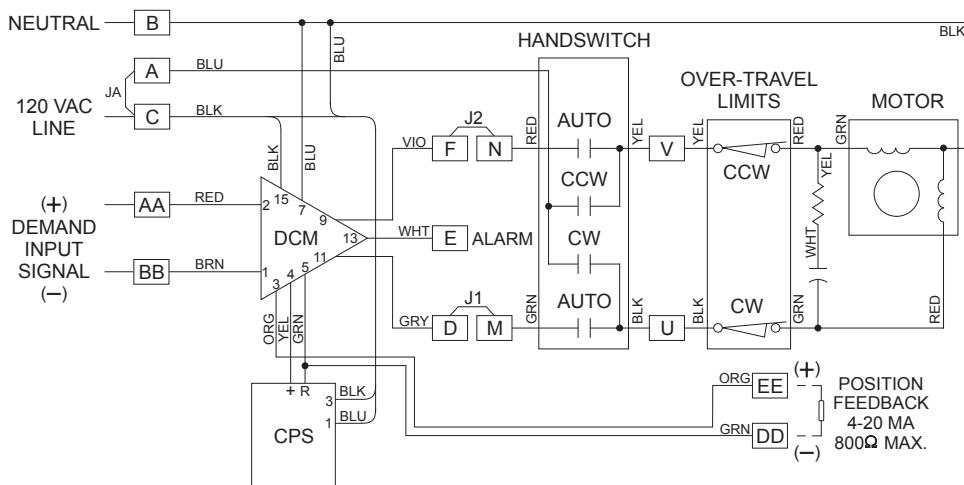 NEUTRAL
B
BLK
BLU
HANDSWITCH
A
BLU
JA
OVER-TRAVEL
LIMITS
MOTOR
120 VAC
LINE
C
BLK
J2
RED
AUTO
YEL
YEL
RED
GRN
VIO
F
N
V
BLK
BLU
YEL
CCW
CCW
(+)
DEMAND
INPUT
SIGNAL
(−)
AA
RED
2
15
7
9
DCM
13
WHT
E
ALARM
CW
WHT
BB
BRN
1
3
4
5
11
J1
GRN
AUTO
BLK
BLK
CW
GRN
RED
GRY
D
M
U
ORG
YEL
GRN
+
R
3
BLK
1
BLU
CPS
ORG
EE
(+)
POSITION
FEEDBACK
4-20 MA
800Ω MAX.
GRN
DD
(−)